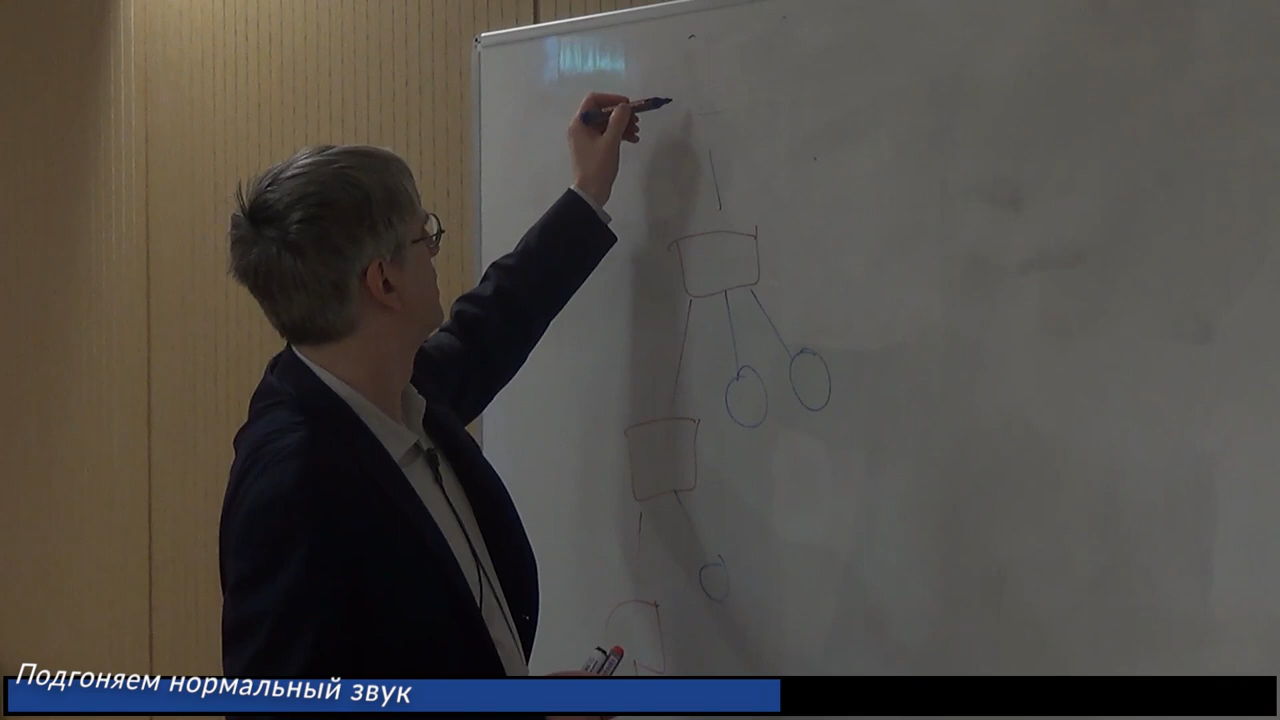 Подгоняем нормальный звук